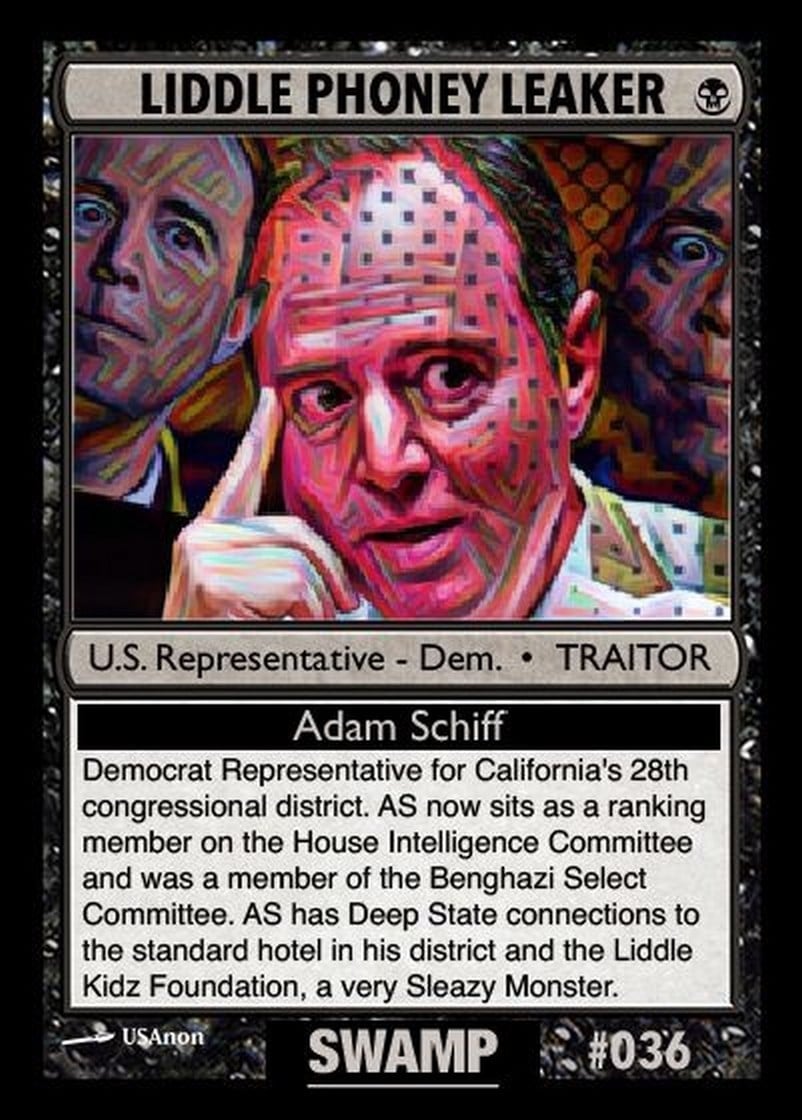 LIDDLE PHONEY LEAKER
U.S. Representative - Dem. • TRAITOR
Adam Schiff
Democrat Representative for California's 28th
congressional district. AS now sits as a ranking
member on the House Intelligence Committee
and was a member of the Benghazi Select
Committee. AS has Deep State connections to
the standard hotel in his district and the Liddle
Kidz Foundation, a very Sleazy Monster.
USAnon
SWAMP
#036